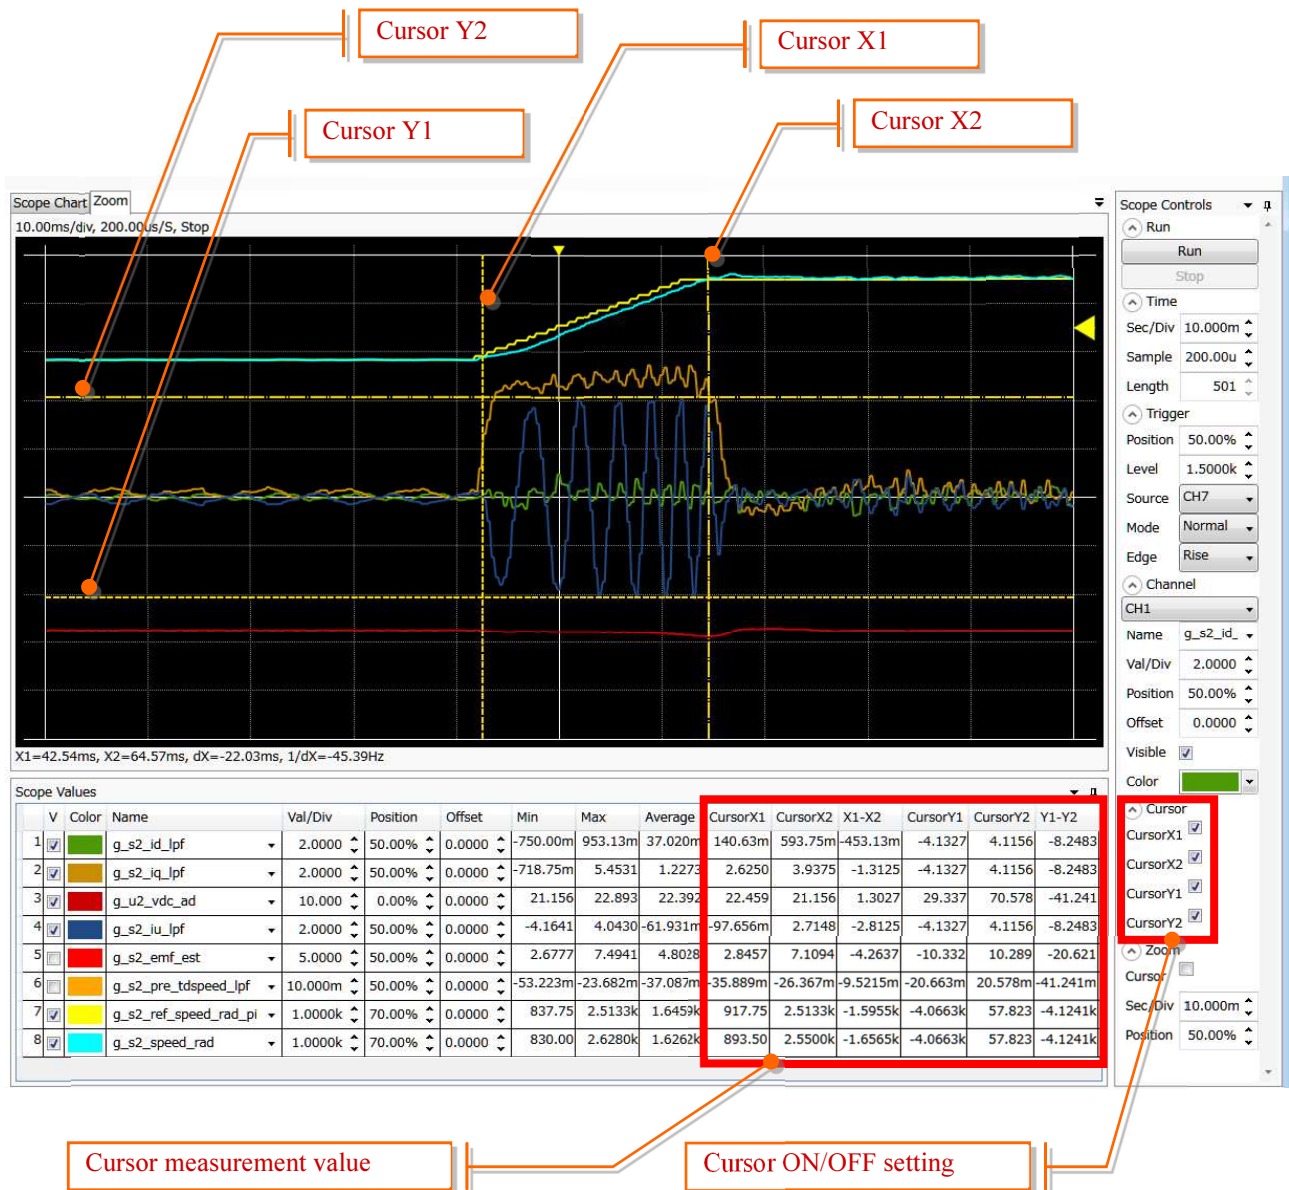 Cursor Y2
Cursor X1
Cursor Y1
Cursor X2
Scope Chart Zoom
10.00ms/div, 200.00us/S, Stop
X1=42.54ms, X2=64.57ms, dX=-22.03ms, 1/dX=-45.39Hz
Scope Controls
Run
Run
Stop
Time
Sec/Div 10.000m
Sample 200.00u
Length 501
Trigger
Position 50.00%
Level 1.5000k
Source CH7
Mode Normal
Edge Rise
Channel
CH1
Name g_s2_id_
Val/Div 2.0000
Position 50.00%
Offset 0.0000
Visible
Color
Cursor
CursorX1
CursorX2
CursorY1
CursorY2
Zoom
Cursor
Sec/Div 10.000m
Position 50.00%
Scope Values
V Color Name Val/Div Position Offset Min Max Average CursorX1 CursorX2 X1-X2 CursorY1 CursorY2 Y1-Y2
1 g_s2_id_lpf 2.0000 50.00% 0.0000 -750.00m 953.13m 37.020m 140.63m 593.75m -453.13m -4.1327 4.1156 -8.2483
2 g_s2_iq_lpf 2.0000 50.00% 0.0000 -718.75m 5.4531 1.2273 2.6250 3.9375 -1.3125 -4.1327 4.1156 -8.2483
3 g_u2_vdc_ad 10.000 0.00% 0.0000 21.156 22.893 22.392 22.459 21.156 1.3027 29.337 70.578 -41.241
4 g_s2_iu_lpf 2.0000 50.00% 0.0000 -4.1641 4.0430 -61.931m -97.656m 2.7148 -2.8125 -4.1327 4.1156 -8.2483
5 g_s2_emf_est 5.0000 50.00% 0.0000 2.6777 7.4941 4.8028 2.8457 7.1094 -4.2637 -10.332 10.289 -20.621
6 g_s2_pre_tdspeed_lpf 10.000m 50.00% 0.0000 -53.223m -23.682m -37.087m -35.889m -26.367m -9.5215m -20.663m 20.578m -41.241m
7 g_s2_ref_speed_rad_pi 1.0000k 70.00% 0.0000 837.75 2.5133k 1.6459k 917.75 2.5133k -1.5955k -4.0663k 57.823 -4.1241k
8 g_s2_speed_rad 1.0000k 70.00% 0.0000 830.00 2.6280k 1.6262k 893.50 2.5500k -1.6565k -4.0663k 57.823 -4.1241k
Cursor measurement value
Cursor ON/OFF setting